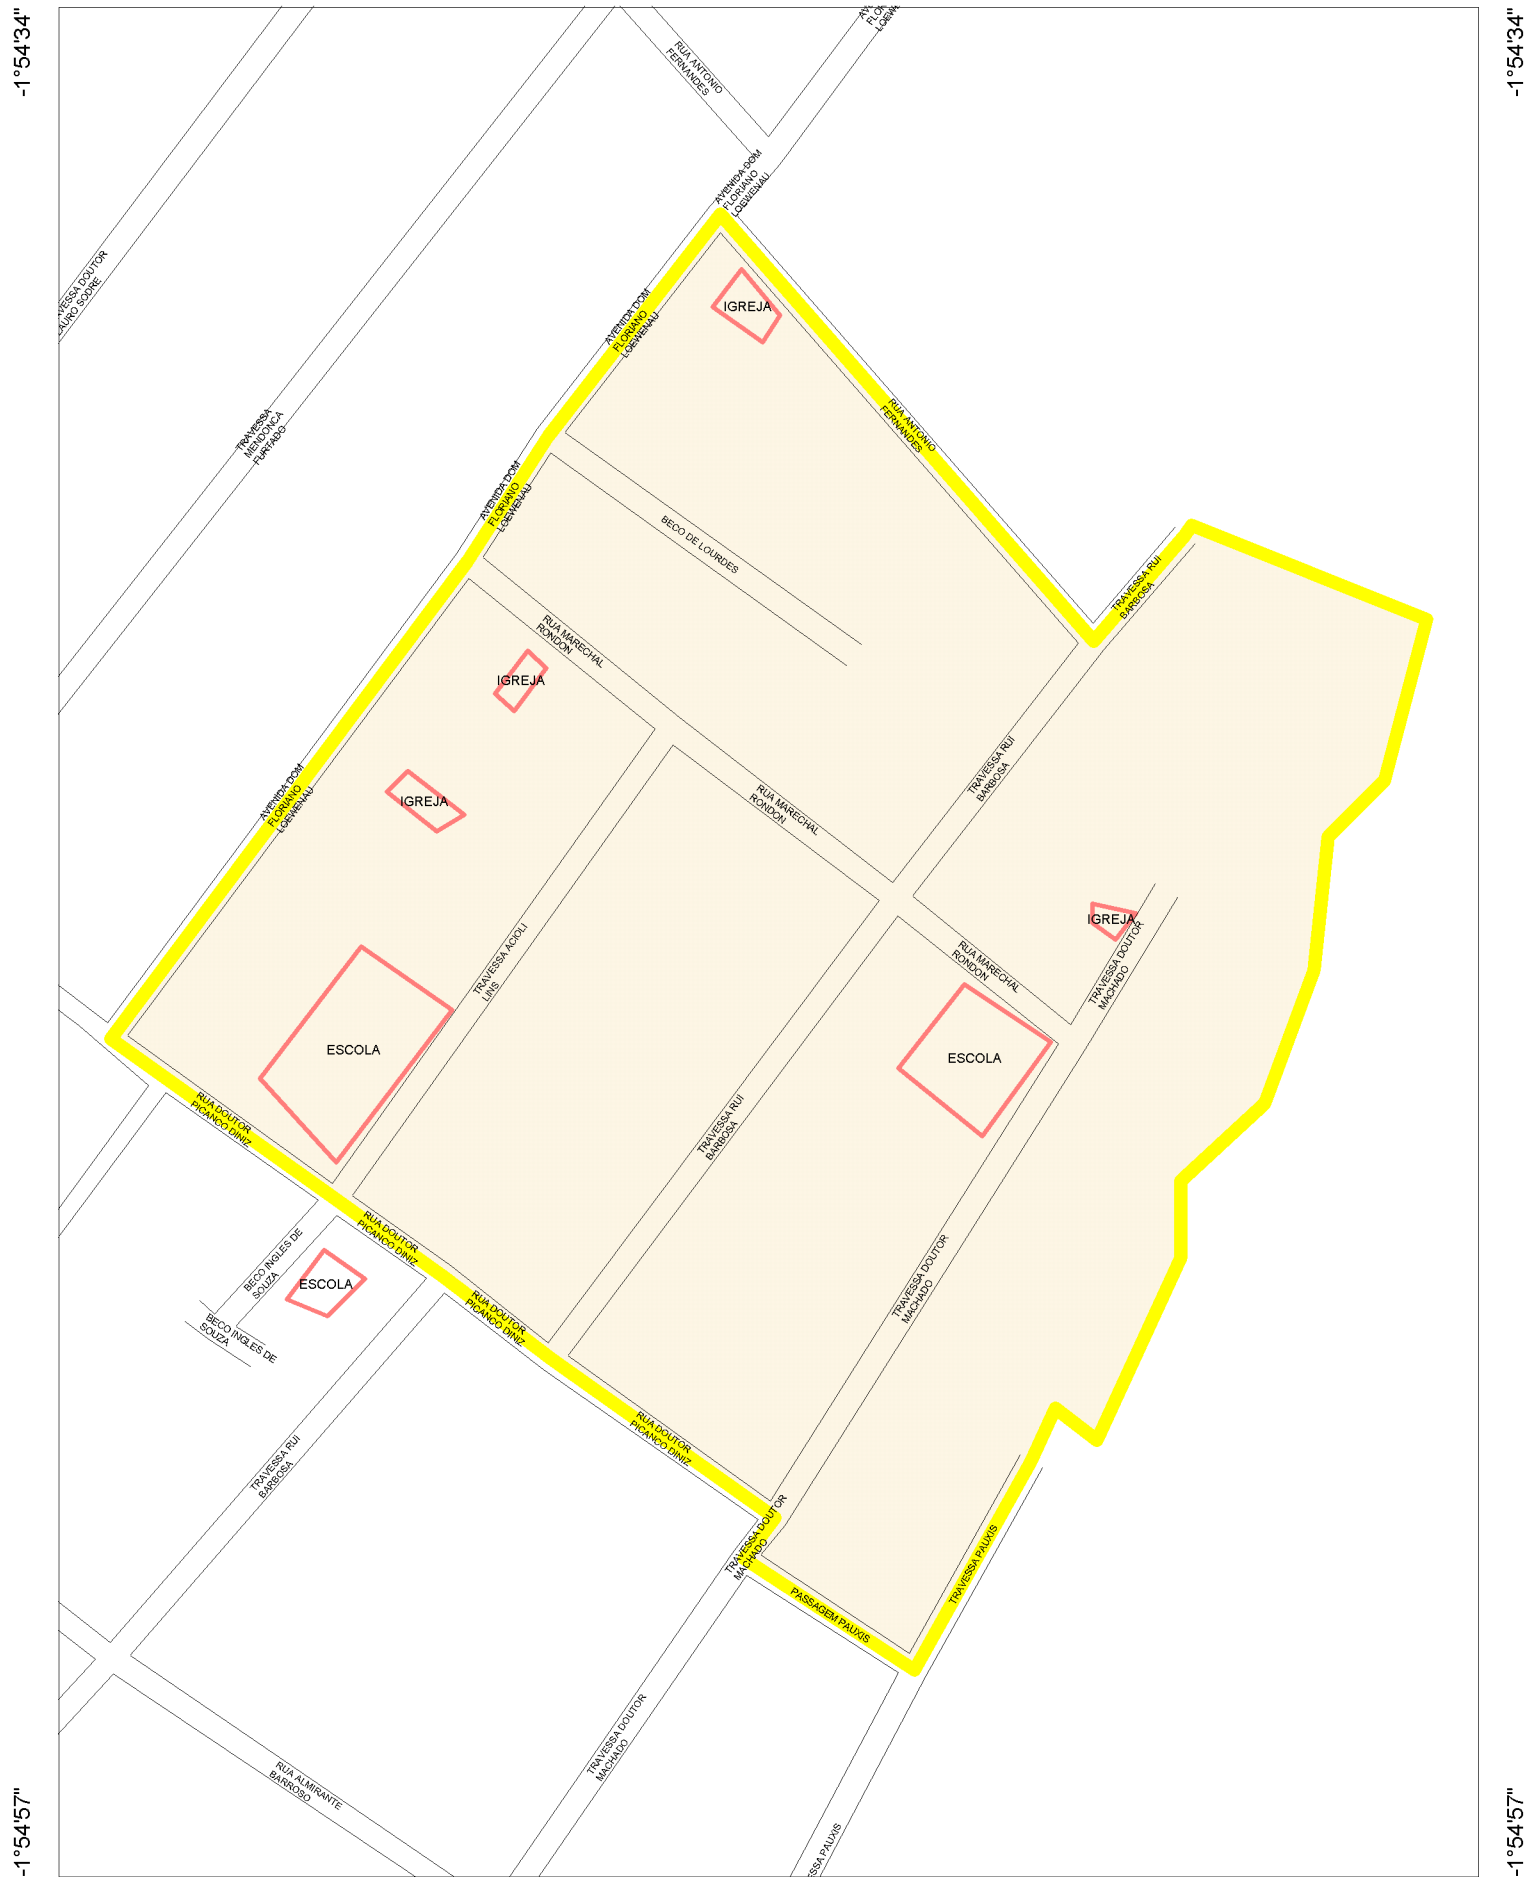 -1°54'34"
-1°54'34"
RUA ANTONIO
FERNANDES
AVENIDA DOM
FLORIANO
LOEWENAU
AURO SODRE
AVENIDA DOM
FLORIANO
LOEWENAU
IGREJA
TRAVESSA
MENDONCA
FURTADO
RUA ANTONIO
FERNANDES
AVENIDA DOM
FLORIANO
LOEWENAU
BECO DE LOURDES
TRAVESSA RUI
BARBOSA
RUA MARECHAL
RONDON
IGREJA
AVENIDA DOM
FLORIANO
LOEWENAU
IGREJA
RUA MARECHAL
RONDON
TRAVESSA RUI
BARBOSA
IGREJA
TRAVESSA ACIOLI
LINS
RUA MARECHAL
RONDON
TRAVESSA DOUTOR
MACHADO
ESCOLA
ESCOLA
RUA DOUTOR
PICANCO DINIZ
TRAVESSA RUI
BARBOSA
RUA DOUTOR
PICANCO DINIZ
BECO INGLES DE
SOUZA
ESCOLA
TRAVESSA DOUTOR
MACHADO
BECO INGLES DE
SOUZA
RUA DOUTOR
PICANCO DINIZ
RUA DOUTOR
PICANCO DINIZ
TRAVESSA RUI
BARBOSA
TRAVESSA DOUTOR
MACHADO
TRAVESSA PAUXIS
PASSAGEM PAUXIS
TRAVESSA DOUTOR
MACHADO
RUA ALMIRANTE
BARROSO
SSA PAUXIS
-1°54'57"
-1°54'57"